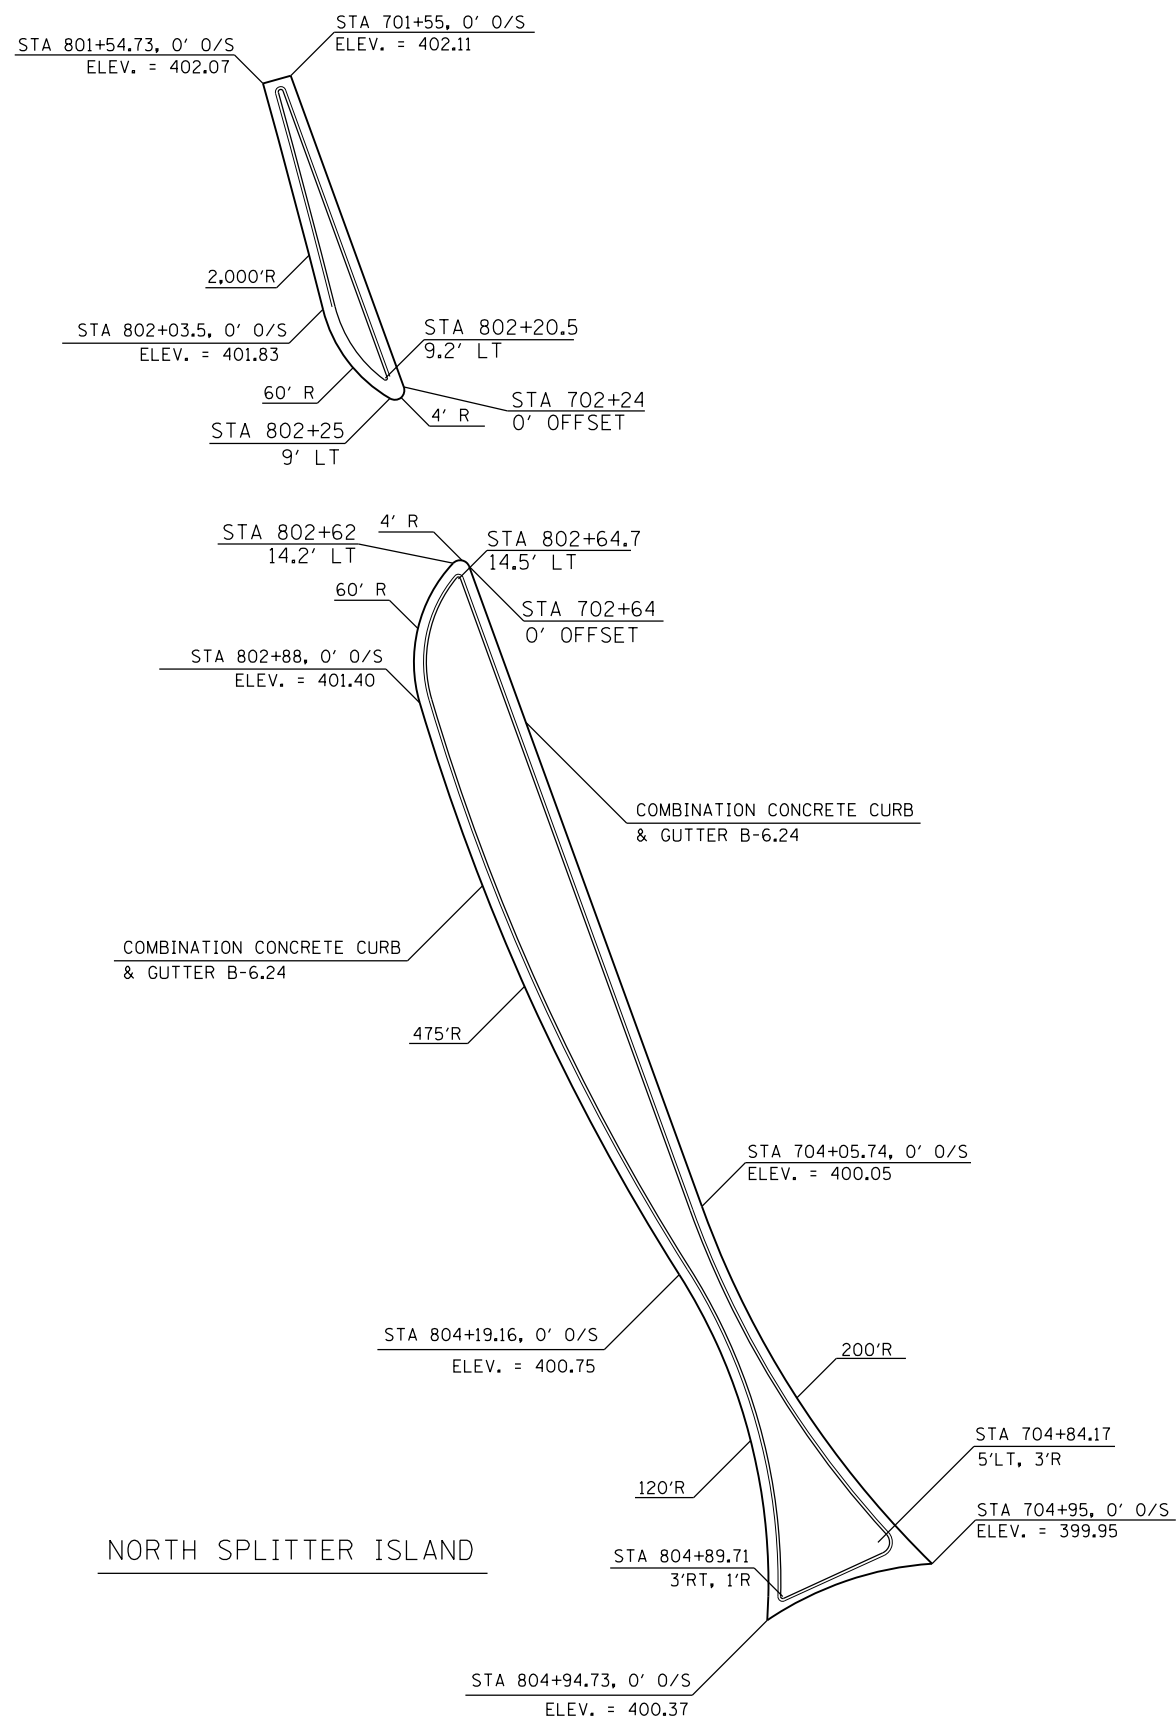 STA 701+55, 0' O/S
ELEV. = 402.11
STA 801+54.73, 0' O/S
ELEV. = 402.07
2,000'R
STA 802+03.5, 0' O/S
ELEV. = 401.83
STA 802+20.5
9.2' LT
60' R
STA 702+24
0' OFFSET
4' R
STA 802+25
9' LT
4' R
STA 802+62
14.2' LT
STA 802+64.7
14.5' LT
60' R
STA 702+64
0' OFFSET
STA 802+88, 0' O/S
ELEV. = 401.40
COMBINATION CONCRETE CURB
& GUTTER B-6.24
COMBINATION CONCRETE CURB
& GUTTER B-6.24
475'R
STA 704+05.74, 0' O/S
ELEV. = 400.05
STA 804+19.16, 0' O/S
ELEV. = 400.75
200'R
STA 704+84.17
5'LT, 3'R
120'R
STA 704+95, 0' O/S
ELEV. = 399.95
NORTH SPLITTER ISLAND
STA 804+89.71
3'RT, 1'R
STA 804+94.73, 0' O/S
ELEV. = 400.37